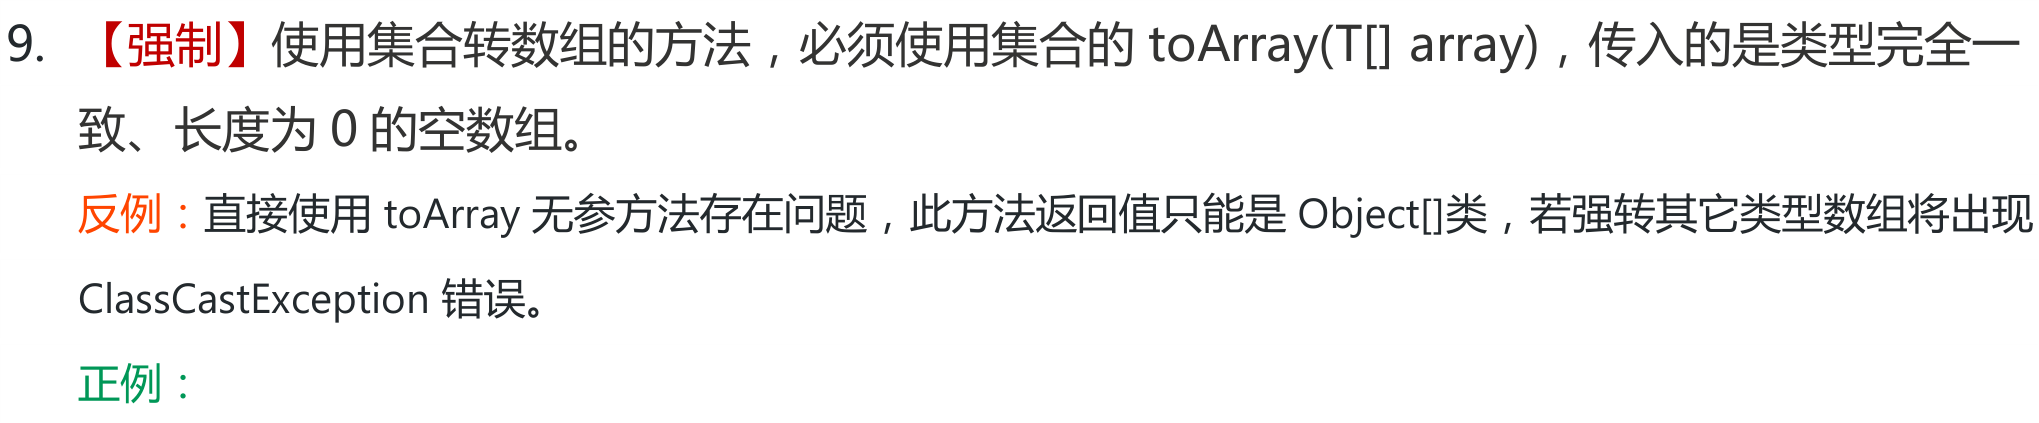 9. 【强制】使用集合转数组的方法，必须使用集合的 toArray(T[] array)，传入的是类型完全一
致、长度为 0 的空数组。
反例：直接使用 toArray 无参方法存在问题，此方法返回值只能是 Object[]类，若强转其它类型数组将出现
ClassCastException 错误。
正例：